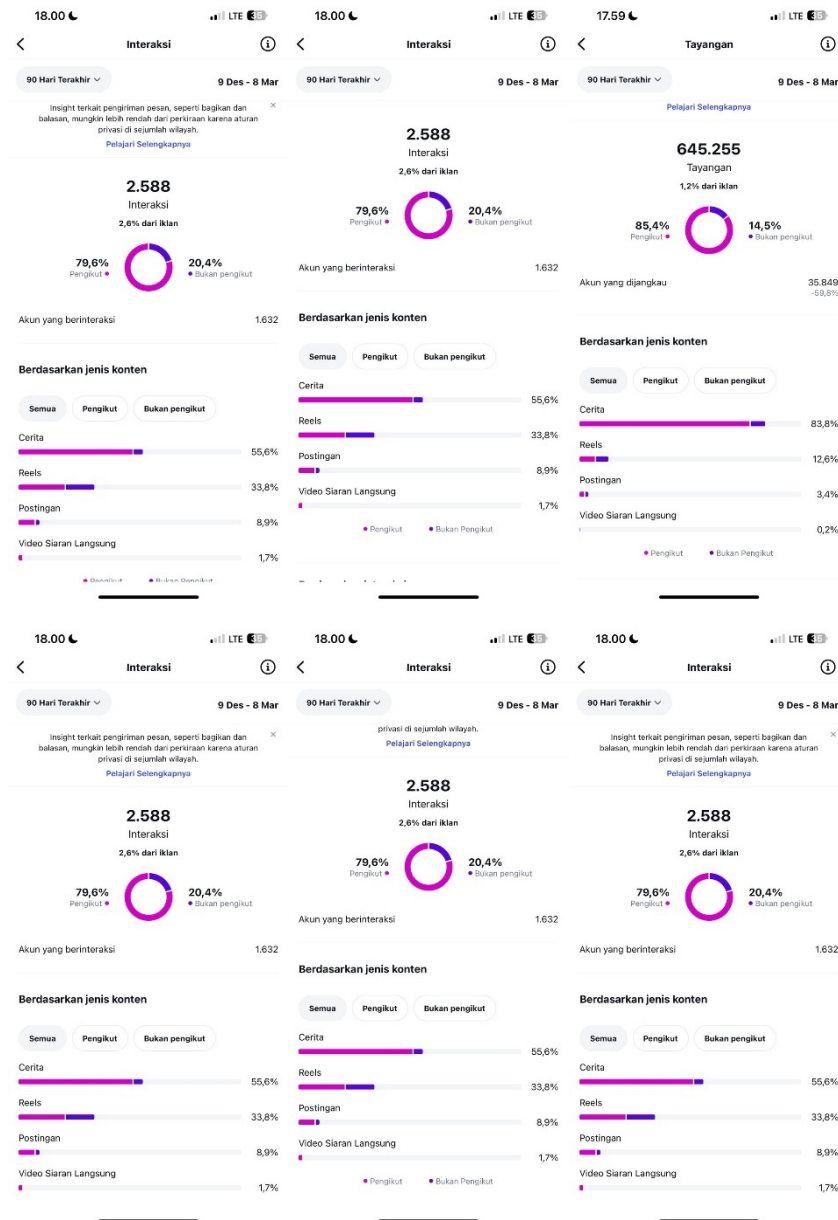 18.00
LTE 35
Interaksi
90 Hari Terakhir
9 Des - 8 Mar
Insight terkait pengiriman pesan, seperti bagikan dan
balasan, mungkin lebih rendah dari perkiraan karena aturan
privasi di sejumlah wilayah.
Pelajari Selengkapnya
2.588
Interaksi
2,6% dari iklan
79,6%
Pengikut
20,4%
Bukan pengikut
Akun yang berinteraksi 1.632
Berdasarkan jenis konten
Semua Pengikut Bukan pengikut
Cerita
55,6%
Reels
33,8%
Postingan
8,9%
Video Siaran Langsung
1,7%
Pengikut Bukan Pengikut
18.00
LTE 35
Interaksi
90 Hari Terakhir
9 Des - 8 Mar
2.588
Interaksi
2,6% dari iklan
79,6%
Pengikut
20,4%
Bukan pengikut
Akun yang berinteraksi 1.632
Berdasarkan jenis konten
Semua Pengikut Bukan pengikut
Cerita
55,6%
Reels
33,8%
Postingan
8,9%
Video Siaran Langsung
1,7%
Pengikut Bukan Pengikut
17.59
LTE 35
Tayangan
90 Hari Terakhir
9 Des - 8 Mar
Pelajari Selengkapnya
645.255
Tayangan
1,2% dari iklan
85,4%
Pengikut
14,5%
Bukan pengikut
Akun yang dijangkau 35.849
-59,8%
Berdasarkan jenis konten
Semua Pengikut Bukan pengikut
Cerita
83,8%
Reels
12,6%
Postingan
3,4%
Video Siaran Langsung
0,2%
Pengikut Bukan Pengikut
18.00
LTE 35
Interaksi
90 Hari Terakhir
9 Des - 8 Mar
Insight terkait pengiriman pesan, seperti bagikan dan
balasan, mungkin lebih rendah dari perkiraan karena aturan
privasi di sejumlah wilayah.
Pelajari Selengkapnya
2.588
Interaksi
2,6% dari iklan
79,6%
Pengikut
20,4%
Bukan pengikut
Akun yang berinteraksi 1.632
Berdasarkan jenis konten
Semua Pengikut Bukan pengikut
Cerita
55,6%
Reels
33,8%
Postingan
8,9%
Video Siaran Langsung
1,7%
18.00
LTE 35
Interaksi
90 Hari Terakhir
9 Des - 8 Mar
privasi di sejumlah wilayah.
Pelajari Selengkapnya
2.588
Interaksi
2,6% dari iklan
79,6%
Pengikut
20,4%
Bukan pengikut
Akun yang berinteraksi 1.632
Berdasarkan jenis konten
Semua Pengikut Bukan pengikut
Cerita
55,6%
Reels
33,8%
Postingan
8,9%
Video Siaran Langsung
1,7%
Pengikut Bukan Pengikut
18.00
LTE 35
Interaksi
90 Hari Terakhir
9 Des - 8 Mar
Insight terkait pengiriman pesan, seperti bagikan dan
balasan, mungkin lebih rendah dari perkiraan karena aturan
privasi di sejumlah wilayah.
Pelajari Selengkapnya
2.588
Interaksi
2,6% dari iklan
79,6%
Pengikut
20,4%
Bukan pengikut
Akun yang berinteraksi 1.632
Berdasarkan jenis konten
Semua Pengikut Bukan pengikut
Cerita
55,6%
Reels
33,8%
Postingan
8,9%
Video Siaran Langsung
1,7%